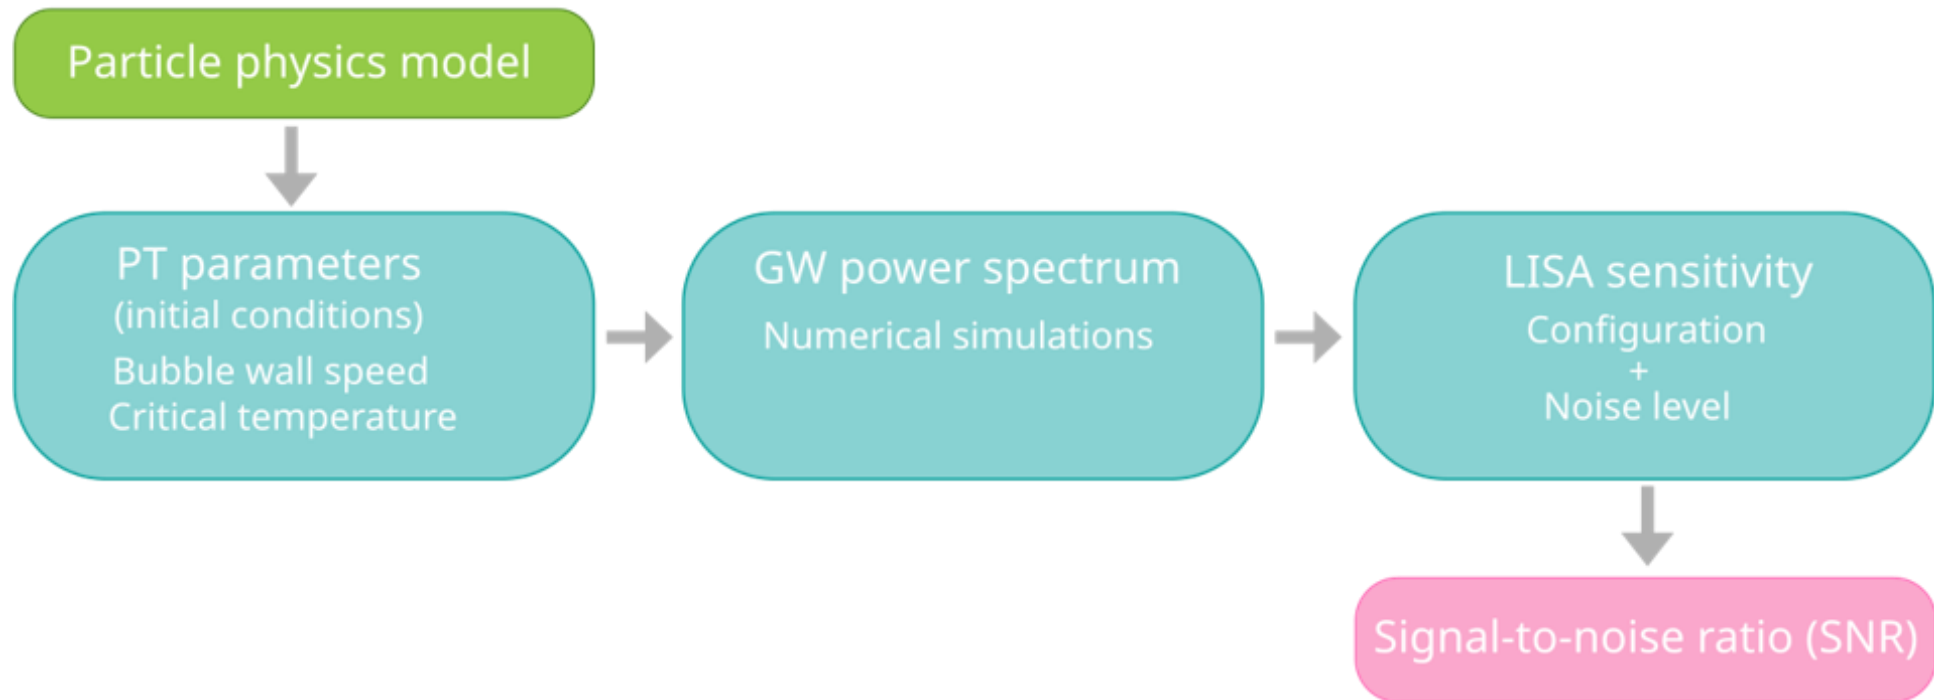 Particle physics model
PT parameters
(initial conditions)
Bubble wall speed
Critical temperature
GW power spectrum
Numerical simulations
LISA sensitivity
Configuration
+
Noise level
Signal-to-noise ratio (SNR)